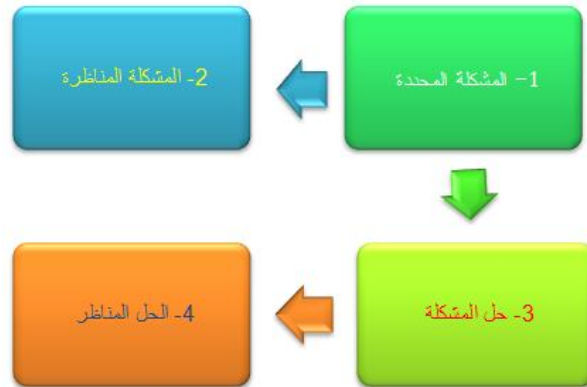 1- المشكلة المحددة
2- المشكلة المناظرة
3- حل المشكلة
4- الحل المناظر